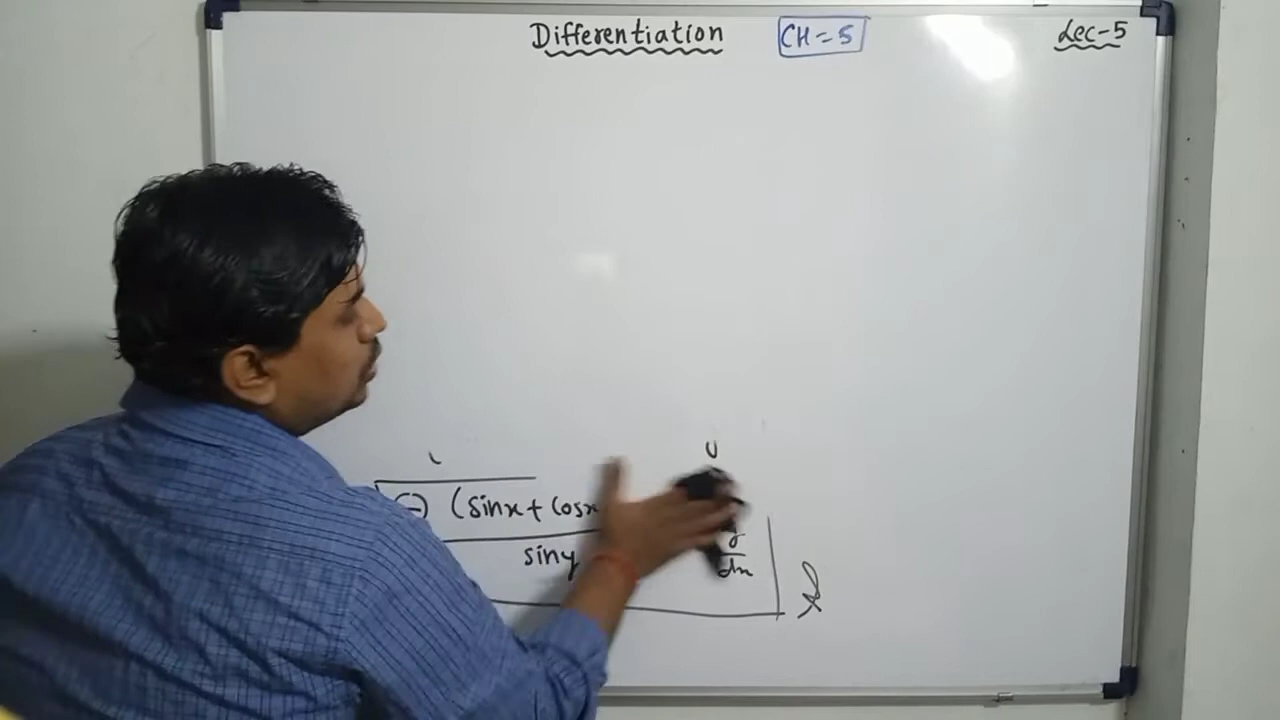 Differentiation CH = 5 Lec-5
(-) (sinx + cosx
siny
dx